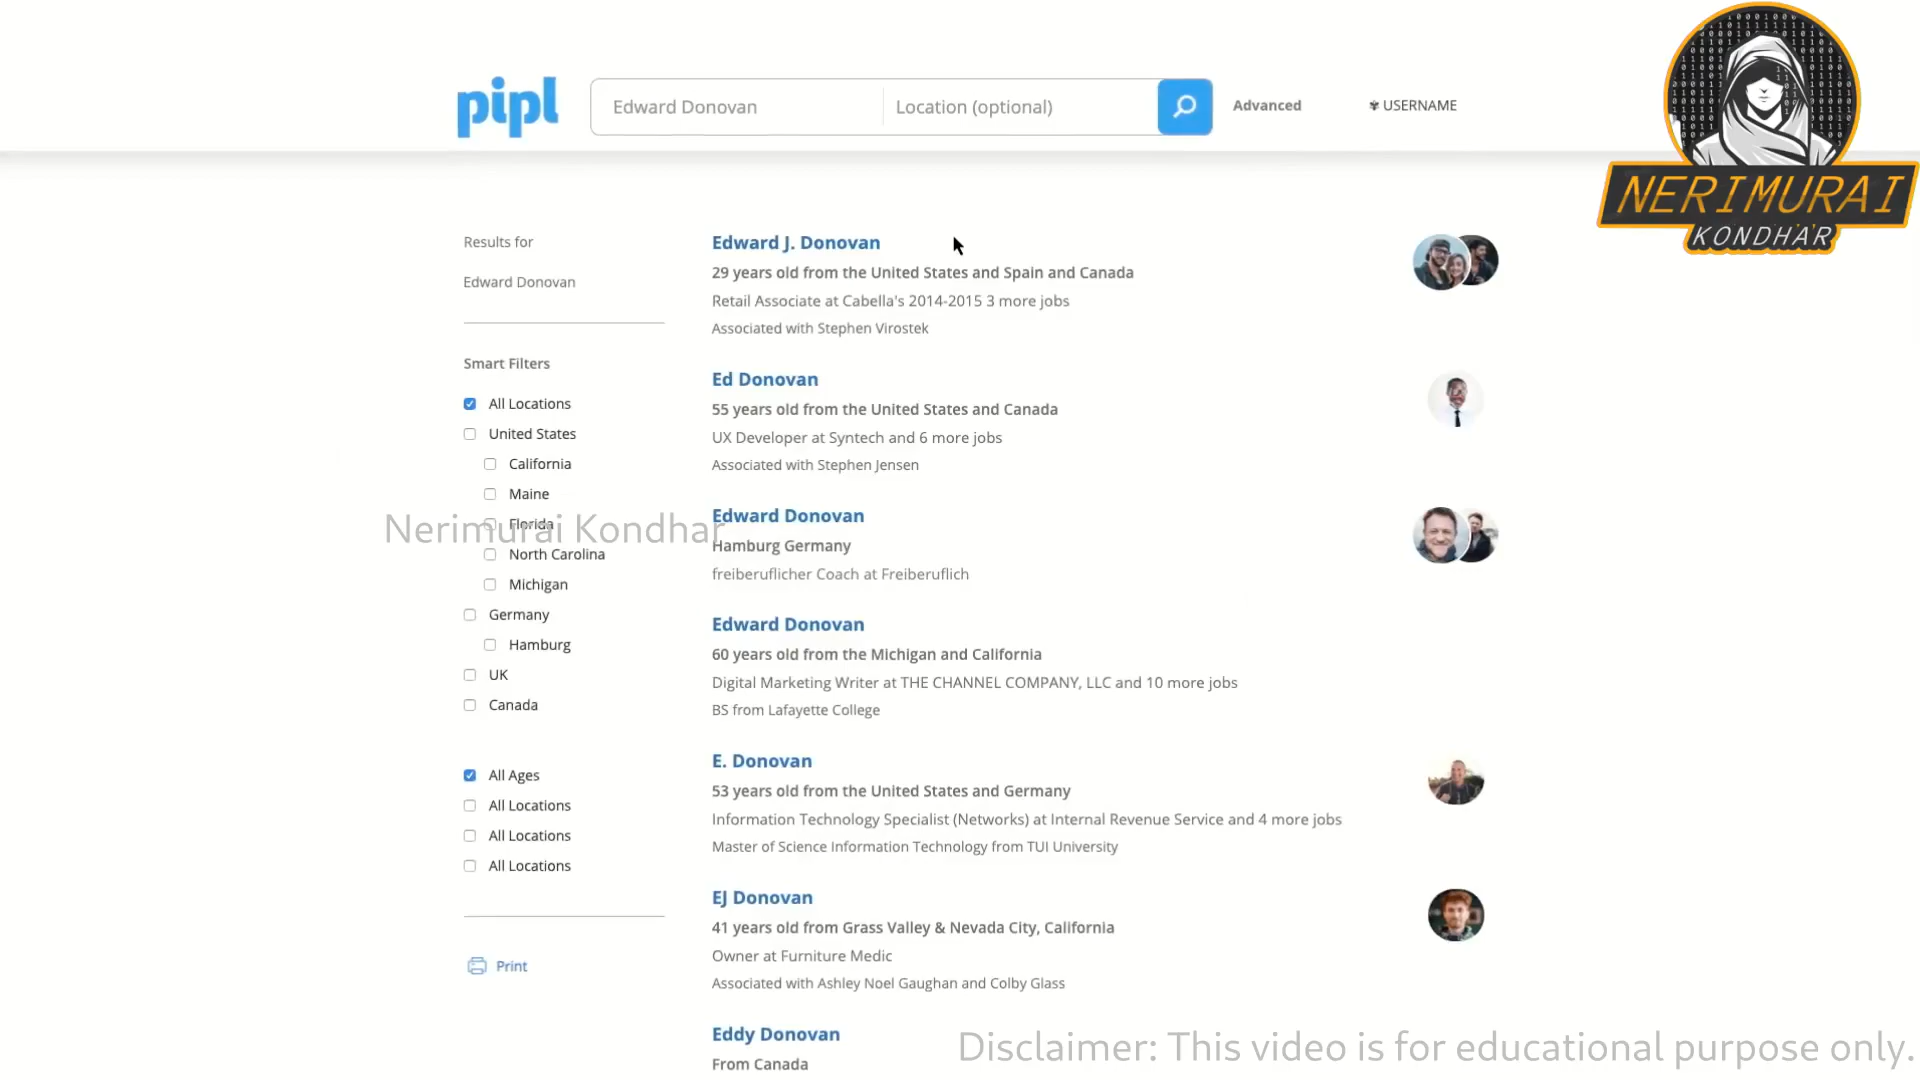 pipl
Edward Donovan
Location (optional)
Advanced
USERNAME
NERIMURAI
KONDHAR
Results for
Edward Donovan
Smart Filters
All Locations
United States
California
Maine
Florida
North Carolina
Michigan
Germany
Hamburg
UK
Canada
All Ages
All Locations
All Locations
All Locations
Print
Edward J. Donovan
29 years old from the United States and Spain and Canada
Retail Associate at Cabella's 2014-2015 3 more jobs
Associated with Stephen Virostek
Ed Donovan
55 years old from the United States and Canada
UX Developer at Syntech and 6 more jobs
Associated with Stephen Jensen
Edward Donovan
Hamburg Germany
freiberuflicher Coach at Freiberuflich
Edward Donovan
60 years old from the Michigan and California
Digital Marketing Writer at THE CHANNEL COMPANY, LLC and 10 more jobs
BS from Lafayette College
E. Donovan
53 years old from the United States and Germany
Information Technology Specialist (Networks) at Internal Revenue Service and 4 more jobs
Master of Science Information Technology from TUI University
EJ Donovan
41 years old from Grass Valley & Nevada City, California
Owner at Furniture Medic
Associated with Ashley Noel Gaughan and Colby Glass
Eddy Donovan
From Canada
Nerimurai Kondhar
Disclaimer: This video is for educational purpose only.